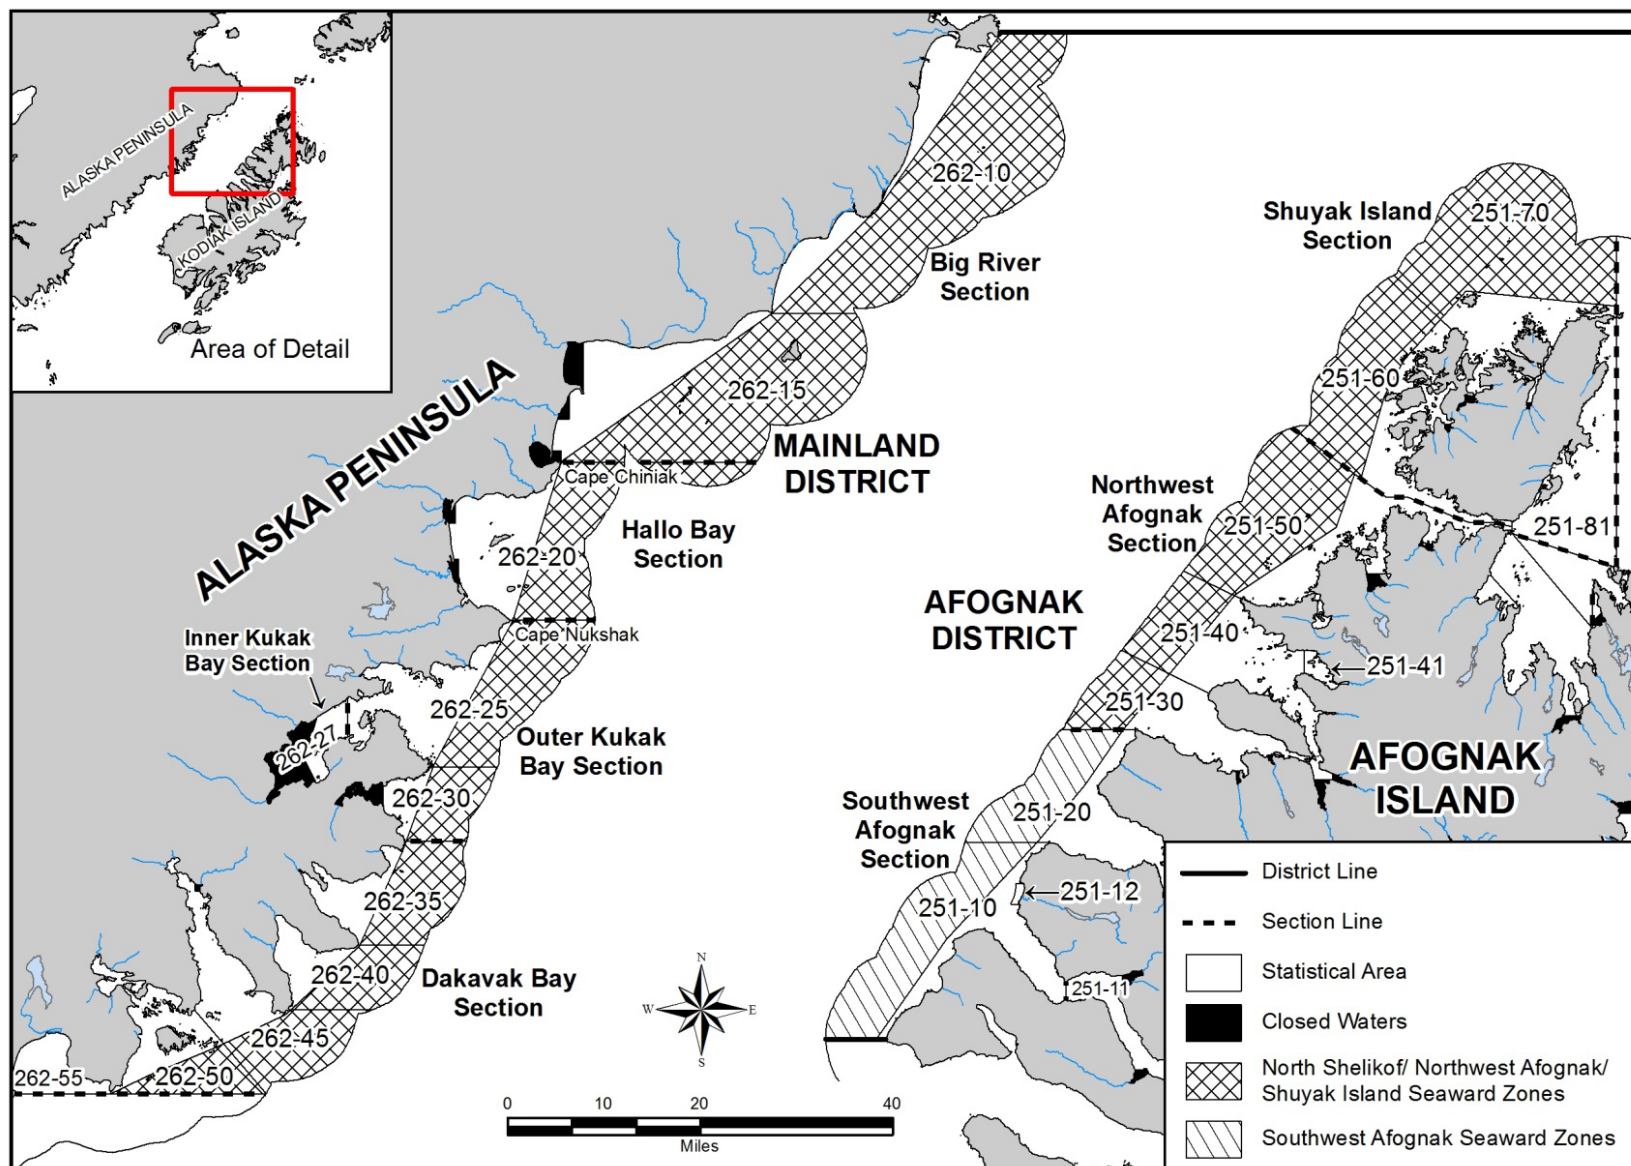 ALASKA PENINSULA
KODIAK ISLAND
Area of Detail
262-10
Big River
Section
Shuyak Island
Section
251-70
262-15
251-60
ALASKA PENINSULA
MAINLAND
DISTRICT
Cape Chiniak
Hallo Bay
Section
262-20
Northwest
Afognak
Section
251-50
251-81
Cape Nukshak
AFOGNAK
DISTRICT
251-40
251-41
Inner Kukak
Bay Section
262-27
262-25
251-30
Outer Kukak
Bay Section
AFOGNAK
ISLAND
262-30
Southwest
Afognak
Section
251-20
262-35
251-10
251-12
251-11
262-40
Dakavak Bay
Section
262-45
262-50
262-55
N
W
E
S
0 10 20 40
Miles
District Line
Section Line
Statistical Area
Closed Waters
North Shelikof/ Northwest Afognak/
Shuyak Island Seaward Zones
Southwest Afognak Seaward Zones